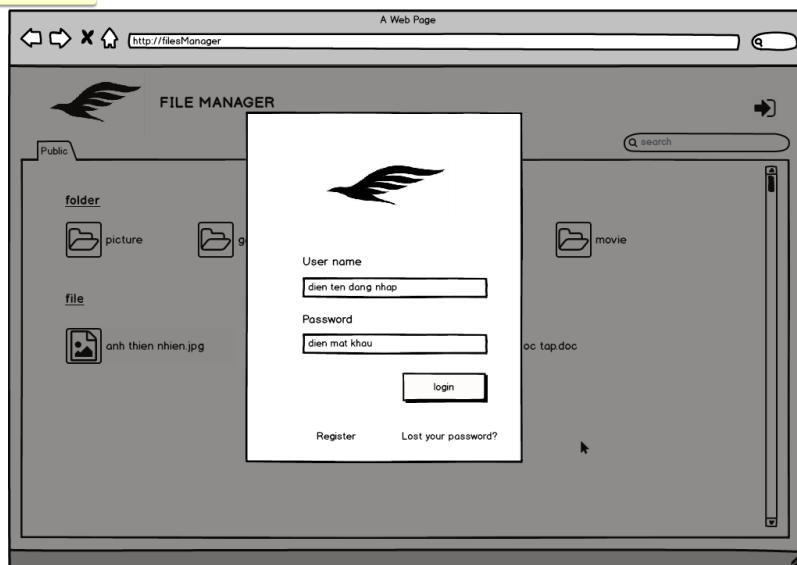 A Web Page
http://filesManager
FILE MANAGER
search
Public
folder
picture
movie
User name
dien ten dang nhap
file
Password
dien mat khau
anh thien nhien.jpg
oc tap.doc
login
Register
Lost your password?